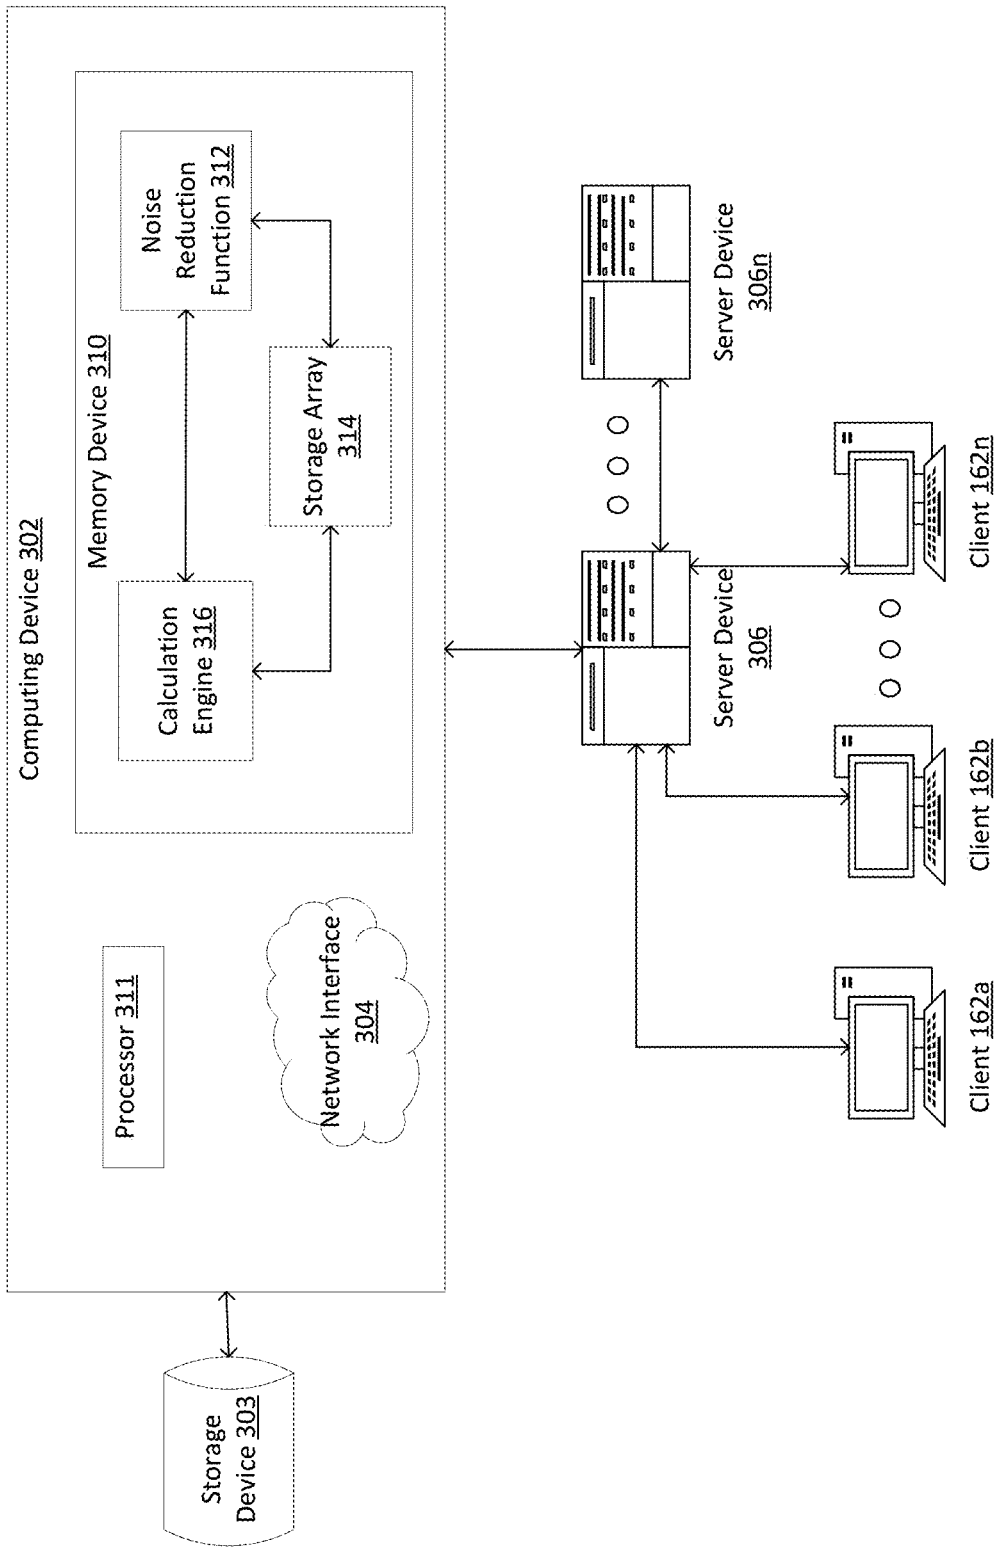 Computing Device 302
Memory Device 310
Calculation
Engine 316
Noise
Reduction
Function 312
Storage Array
314
Processor 311
Network Interface
304
Storage
Device 303
Server Device
306
Server Device
306n
Client 162a
Client 162b
Client 162n